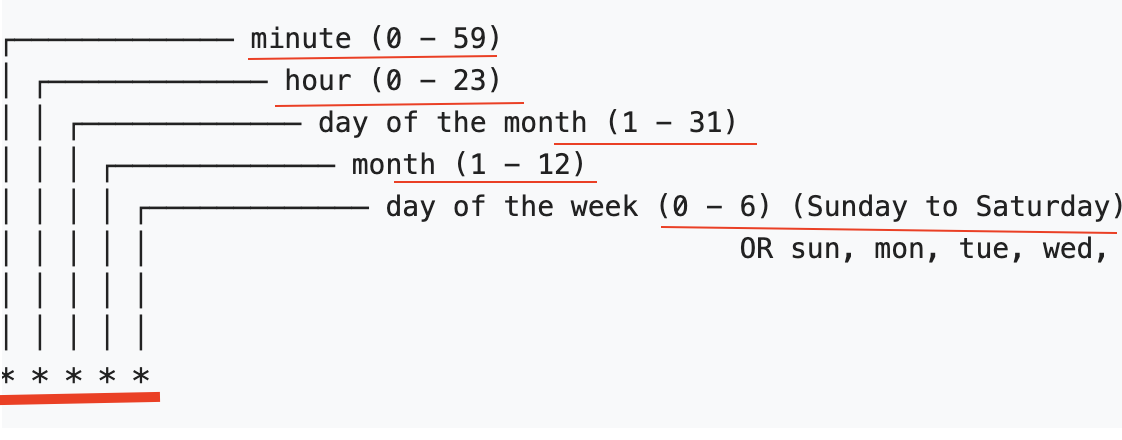 minute (0 – 59)
hour (0 – 23)
day of the month (1 – 31)
month (1 – 12)
day of the week (0 – 6) (Sunday to Saturday)
OR sun, mon, tue, wed,
* * * * *